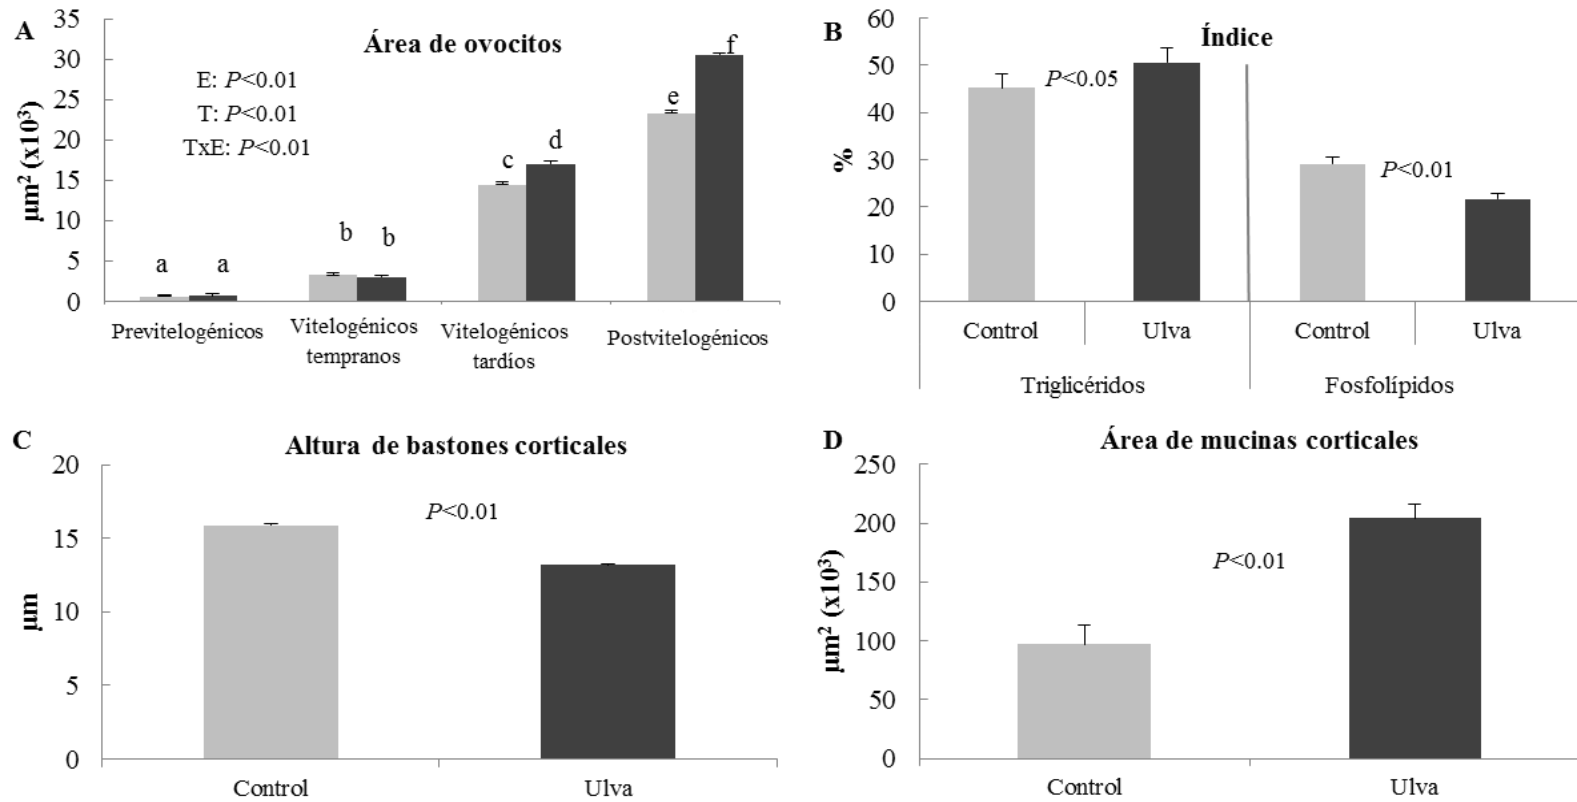 A
Área de ovocitos
E: P<0.01
T: P<0.01
TxE: P<0.01
µm² (x10³)
35
30
25
20
15
10
5
0
a
a
b
b
c
d
e
f
Previtelogénicos
Vitelogénicos
tempranos
Vitelogénicos
tardíos
Postvitelogénicos
B
Índice
%
60
50
40
30
20
10
0
P<0.05
P<0.01
Control
Ulva
Control
Ulva
Triglicéridos
Fosfolípidos
C
Altura de bastones corticales
µm
20
15
10
5
0
P<0.01
Control
Ulva
D
Área de mucinas corticales
µm² (x10³)
250
200
150
100
50
0
P<0.01
Control
Ulva